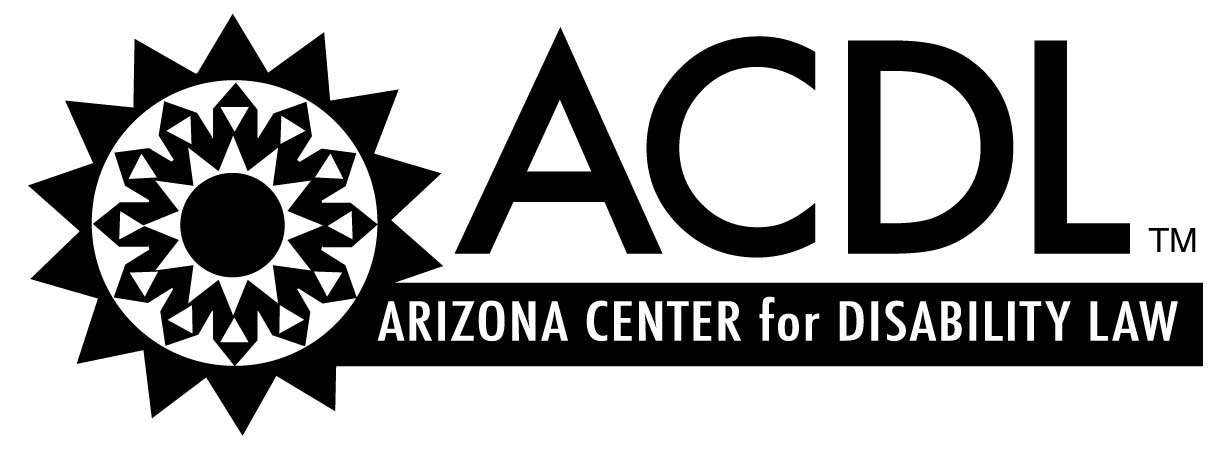 ACDL TM
ARIZONA CENTER for DISABILITY LAW